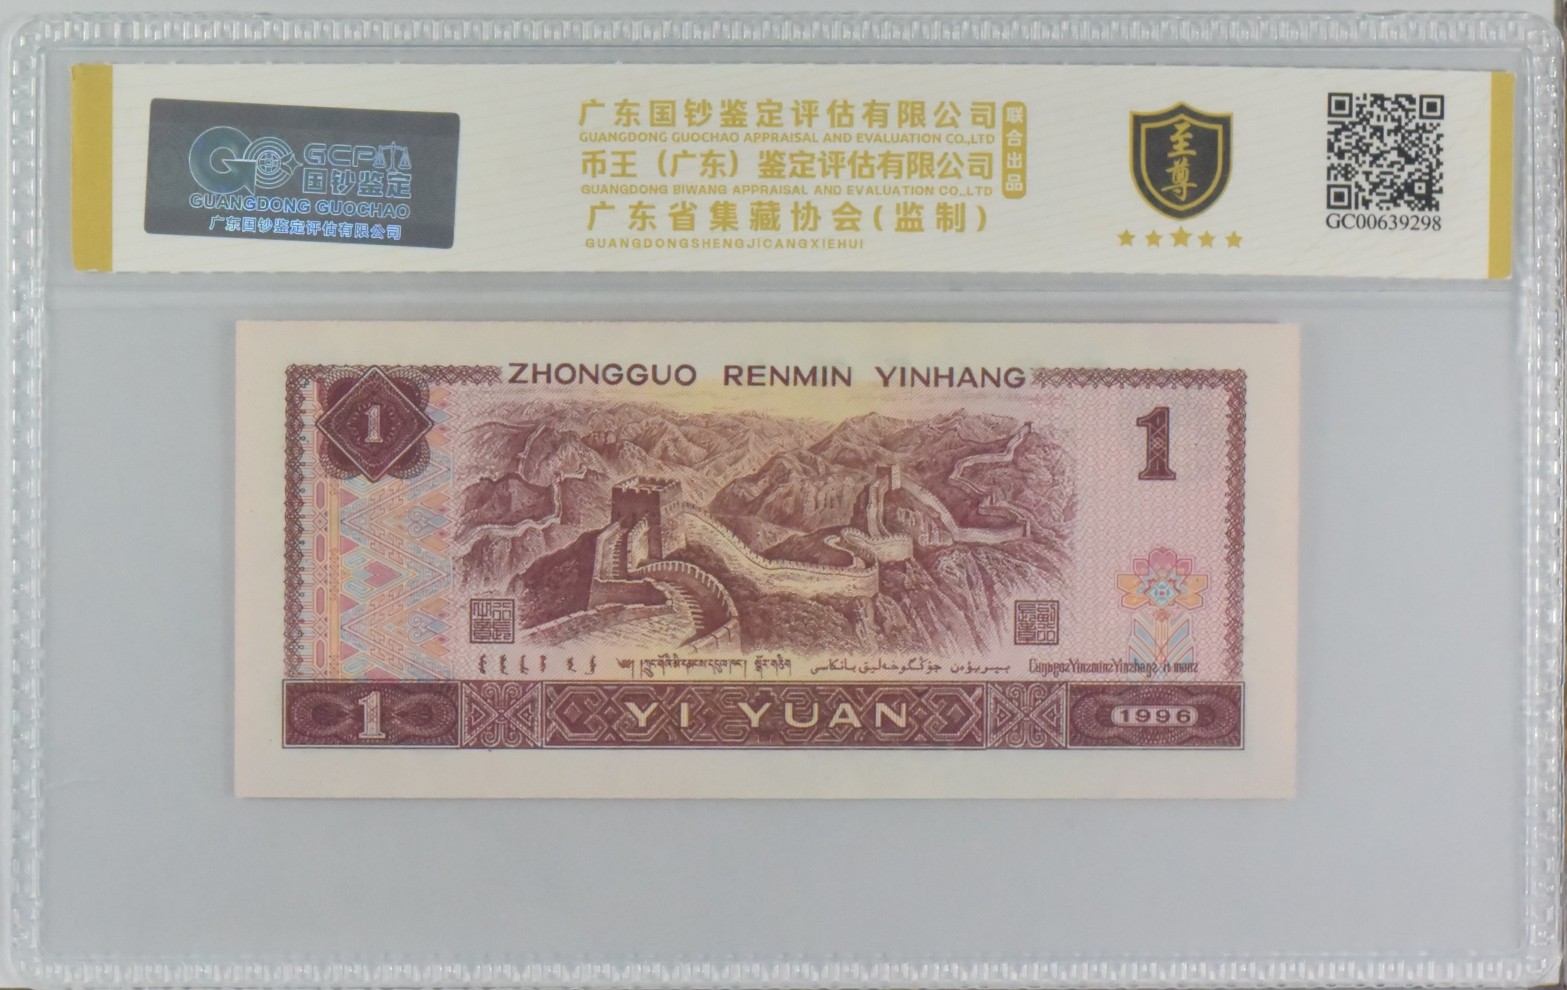 GCP
国钞鉴定
GUANGDONG GUOCHAO
广东国钞鉴定评估有限公司
广东国钞鉴定评估有限公司
GUANGDONG GUOCHAO APPRAISAL AND EVALUATION CO.,LTD
币王（广东）鉴定评估有限公司
GUANGDONG BIWANG APPRAISAL AND EVALUATION CO.,LTD
联合出品
广东省集藏协会(监制)
GUANGDONGSHENGJICANGXIEHUI
至尊
GC00639298
ZHONGGUO RENMIN YINHANG
1
1
1
YI YUAN
1996